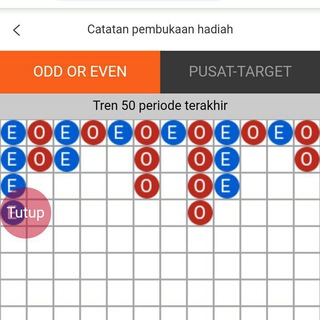 Catatan pembukaan hadiah
ODD OR EVEN PUSAT-TARGET
Tren 50 periode terakhir
E O E O E O E O E O E O
E O E O O E O
E O O E
Tutup O